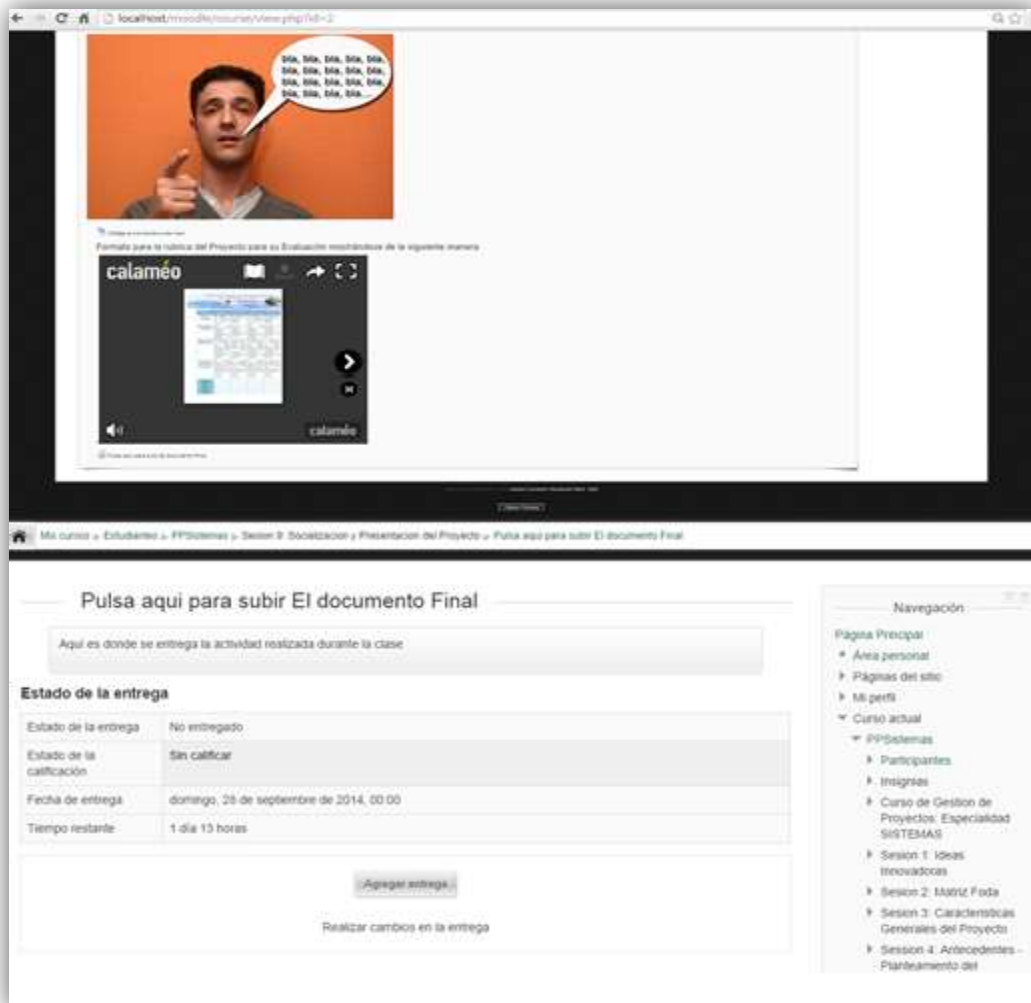 localhost/moodle/course/view.php?id=2
bla, bla, bla, bla, bla,
bla, bla, bla, bla, bla,
bla, bla, bla, bla, bla,
bla, bla, bla, bla....
Formato para la rubrica del Proyecto para su Evaluación de la siguiente manera
calaméo
calaméo
Mis cursos Estudiantes PPSistemas Sesion 9: Socializacion y Presentacion del Proyecto Pulsa aqui para subir El documento Final
Pulsa aqui para subir El documento Final
Aquí es donde se entrega la actividad realizada durante la clase
Estado de la entrega
Estado de la entrega No entregado
Estado de la calificación Sin calificar
Fecha de entrega domingo, 28 de septiembre de 2014, 00:00
Tiempo restante 1 día 13 horas
Agregar entrega
Realizar cambios en la entrega
Navegación
Página Principal
Área personal
Páginas del sitio
Mi perfil
Curso actual
PPSistemas
Participantes
Insignias
Curso de Gestion de
Proyectos: Especialidad
SISTEMAS
Sesion 1: Ideas
Innovadoras
Sesion 2: Matriz Foda
Sesion 3: Caracteristicas
Generales del Proyecto
Session 4: Antecedentes -
Planteamiento del